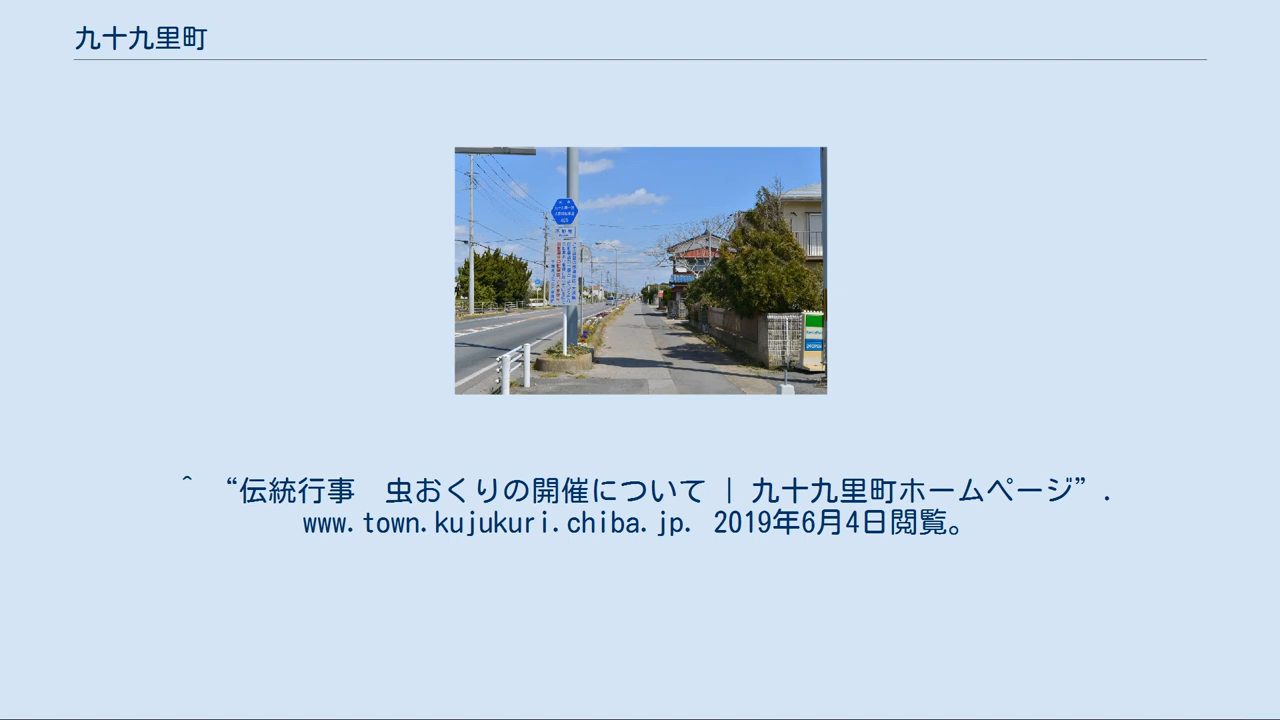 九十九里町
^ “伝統行事　虫おくりの開催について | 九十九里町ホームページ”.
www.town.kujukuri.chiba.jp. 2019年6月4日閲覧。